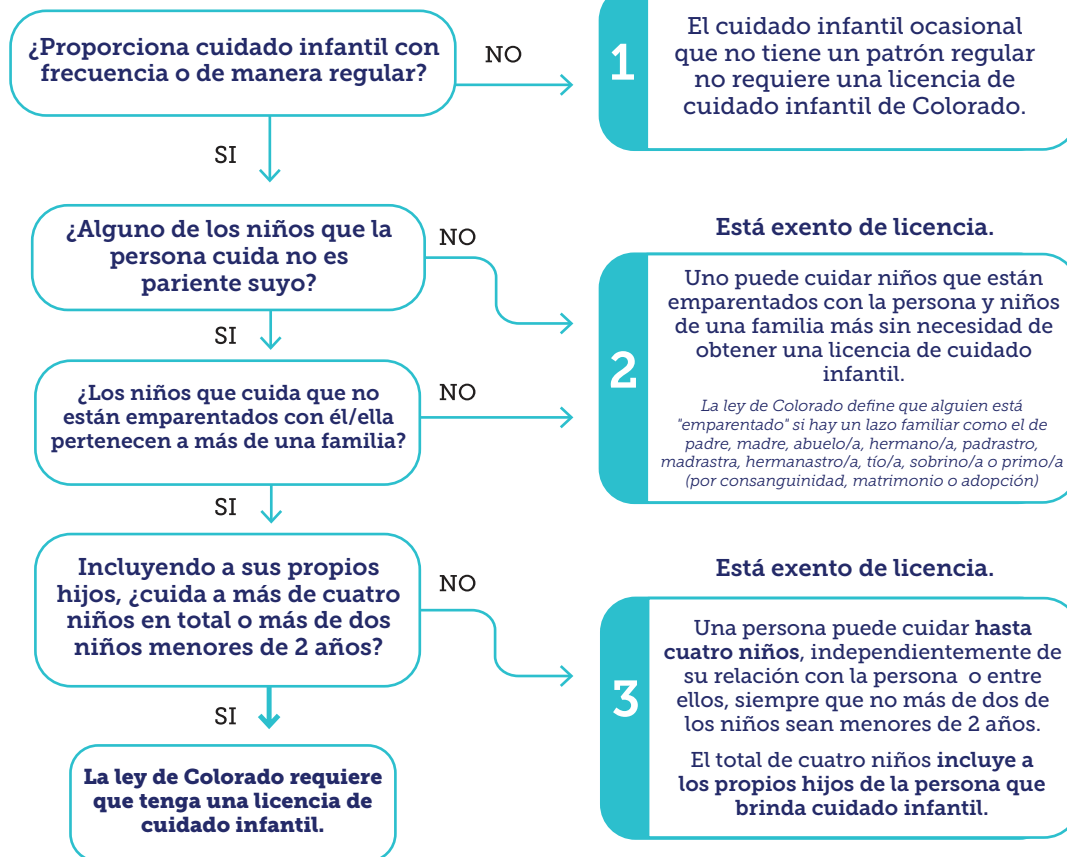 ¿Proporciona cuidado infantil con
frecuencia o de manera regular?
NO
1
El cuidado infantil ocasional
que no tiene un patrón regular
no requiere una licencia de
cuidado infantil de Colorado.
SI
¿Alguno de los niños que la
persona cuida no es
pariente suyo?
NO
Está exento de licencia.
2
Uno puede cuidar niños que están
emparentados con la persona y niños
de una familia más sin necesidad de
obtener una licencia de cuidado
infantil.
La ley de Colorado define que alguien está
"emparentado" si hay un lazo familiar como el de
padre, madre, abuelo/a, hermano/a, padrastro,
madrastra, hermanastro/a, tío/a, sobrino/a o primo/a
(por consanguinidad, matrimonio o adopción)
SI
¿Los niños que cuida que no
están emparentados con él/ella
pertenecen a más de una familia?
NO
SI
Incluyendo a sus propios
hijos, ¿cuida a más de cuatro
niños en total o más de dos
niños menores de 2 años?
NO
Está exento de licencia.
3
Una persona puede cuidar hasta
cuatro niños, independientemente de
su relación con la persona o entre
ellos, siempre que no más de dos de
los niños sean menores de 2 años.
El total de cuatro niños incluye a
los propios hijos de la persona que
brinda cuidado infantil.
SI
La ley de Colorado requiere
que tenga una licencia de
cuidado infantil.